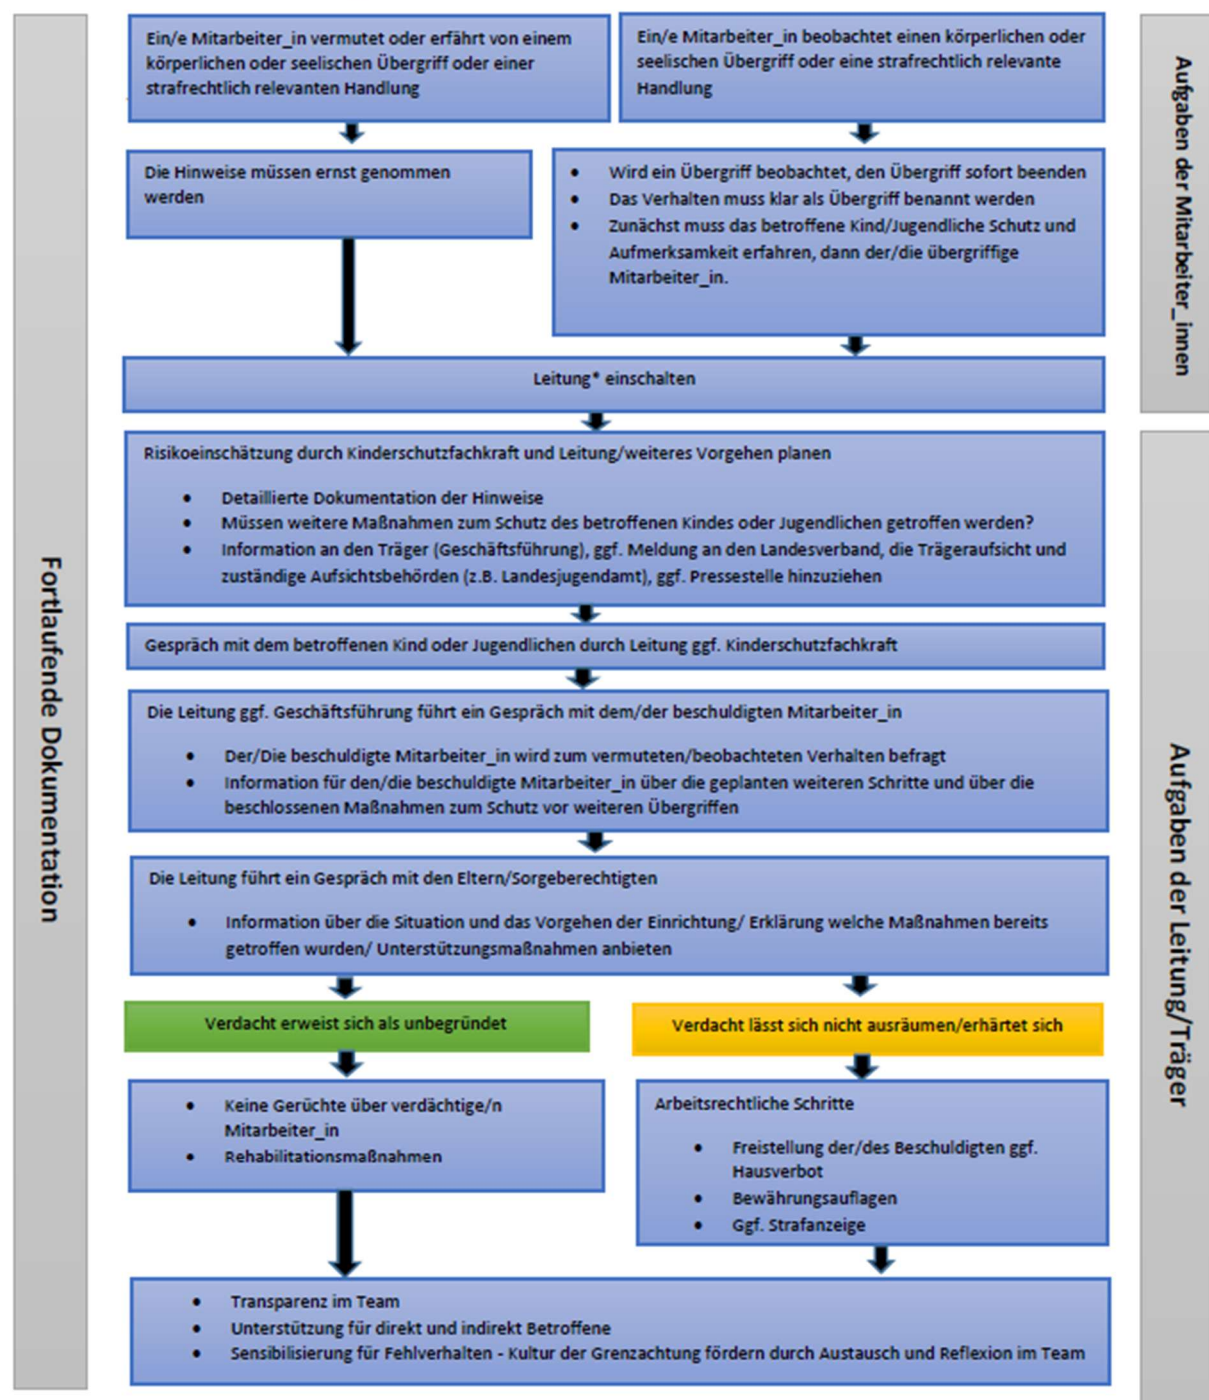 Fortlaufende Dokumentation
Aufgaben der Mitarbeiter_innen
Ein/e Mitarbeiter_in vermutet oder erfährt von einem
körperlichen oder seelischen Übergriff oder einer
strafrechtlich relevanten Handlung
Ein/e Mitarbeiter_in beobachtet einen körperlichen oder
seelischen Übergriff oder eine strafrechtlich relevante
Handlung
Die Hinweise müssen ernst genommen
werden
• Wird ein Übergriff beobachtet, den Übergriff sofort beenden
• Das Verhalten muss klar als Übergriff benannt werden
• Zunächst muss das betroffene Kind/Jugendliche Schutz und
Aufmerksamkeit erfahren, dann der/die übergriffige
Mitarbeiter_in.
Leitung* einschalten
Aufgaben der Leitung/Träger
Risikoeinschätzung durch Kinderschutzfachkraft und Leitung/weiteres Vorgehen planen
• Detaillierte Dokumentation der Hinweise
• Müssen weitere Maßnahmen zum Schutz des betroffenen Kindes oder Jugendlichen getroffen werden?
• Information an den Träger (Geschäftsführung), ggf. Meldung an den Landesverband, die Trägeraufsicht und
zuständige Aufsichtsbehörden (z.B. Landesjugendamt), ggf. Pressestelle hinzuziehen
Gespräch mit dem betroffenen Kind oder Jugendlichen durch Leitung ggf. Kinderschutzfachkraft
Die Leitung ggf. Geschäftsführung führt ein Gespräch mit dem/der beschuldigten Mitarbeiter_in
• Der/Die beschuldigte Mitarbeiter_in wird zum vermuteten/beobachteten Verhalten befragt
• Information für den/die beschuldigte Mitarbeiter_in über die geplanten weiteren Schritte und über die
beschlossenen Maßnahmen zum Schutz vor weiteren Übergriffen
Die Leitung führt ein Gespräch mit den Eltern/Sorgeberechtigten
• Information über die Situation und das Vorgehen der Einrichtung/ Erklärung welche Maßnahmen bereits
getroffen wurden/ Unterstützungsmaßnahmen anbieten
Verdacht erweist sich als unbegründet
Verdacht lässt sich nicht ausräumen/erhärtet sich
• Keine Gerüchte über verdächtige/n
Mitarbeiter_in
• Rehabilitationsmaßnahmen
Arbeitsrechtliche Schritte
• Freistellung der/des Beschuldigten ggf.
Hausverbot
• Bewährungsauflagen
• Ggf. Strafanzeige
• Transparenz im Team
• Unterstützung für direkt und indirekt Betroffene
• Sensibilisierung für Fehlverhalten - Kultur der Grenzachtung fördern durch Austausch und Reflexion im Team